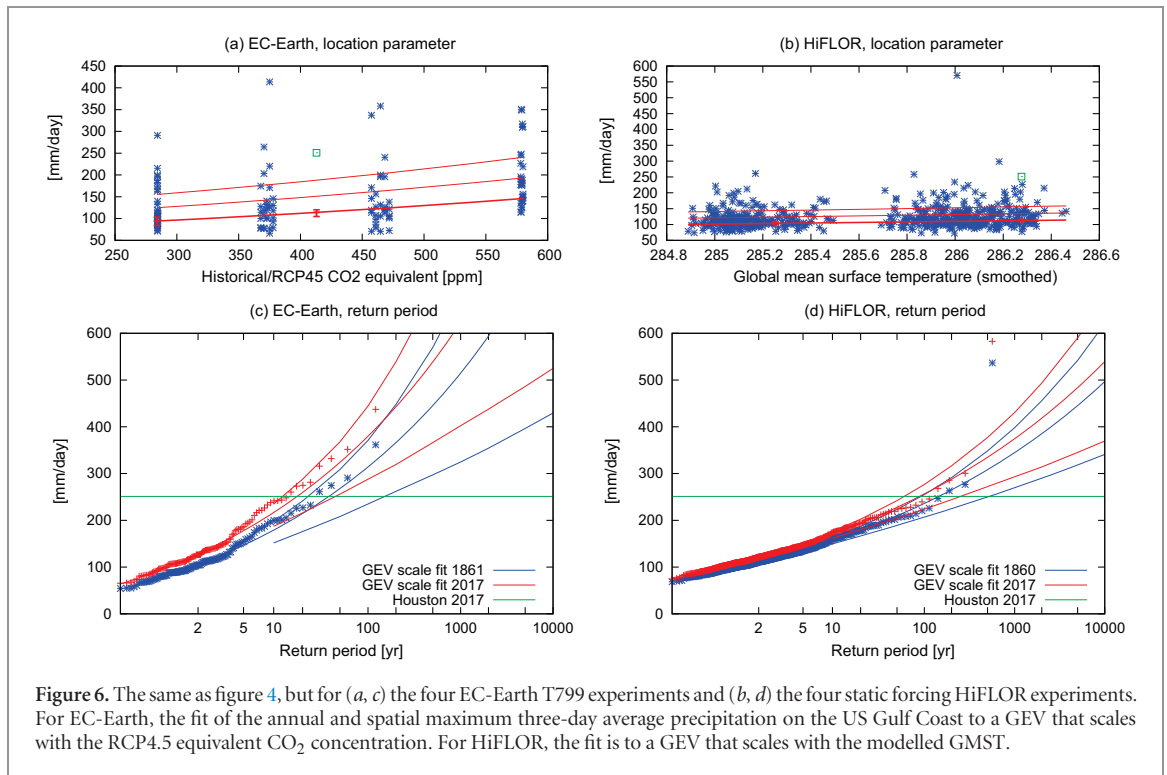 (a) EC-Earth, location parameter
[mm/day]
450
400
350
300
250
200
150
100
50
250 300 350 400 450 500 550 600
Historical/RCP45 CO2 equivalent [ppm]
(b) HiFLOR, location parameter
[mm/day]
600
550
500
450
400
350
300
250
200
150
100
50
284.8 285 285.2 285.4 285.6 285.8 286 286.2 286.4 286.6
Global mean surface temperature (smoothed)
(c) EC-Earth, return period
[mm/day]
600
500
400
300
200
100
0
GEV scale fit 1861
GEV scale fit 2017
Houston 2017
2 5 10 100 1000 10000
Return period [yr]
(d) HiFLOR, return period
[mm/day]
600
500
400
300
200
100
0
GEV scale fit 1860
GEV scale fit 2017
Houston 2017
2 5 10 100 1000 10000
Return period [yr]
Figure 6. The same as figure 4, but for (a, c) the four EC-Earth T799 experiments and (b, d) the four static forcing HiFLOR experiments.
For EC-Earth, the fit of the annual and spatial maximum three-day average precipitation on the US Gulf Coast to a GEV that scales
with the RCP4.5 equivalent CO2 concentration. For HiFLOR, the fit is to a GEV that scales with the modelled GMST.